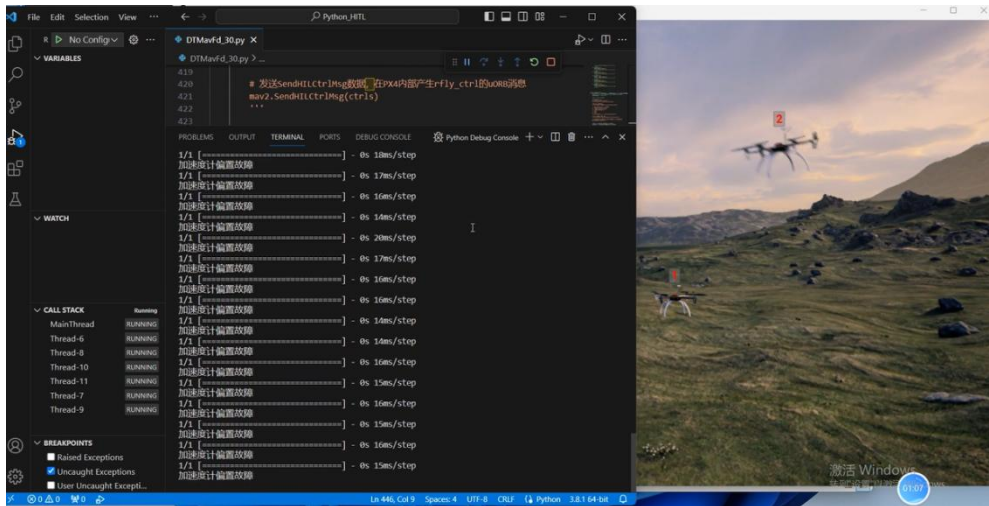 File Edit Selection View ···
Python_HITL
No Config
DTMavFd_30.py
VARIABLES
DTMavFd_30.py > ...
419
420 # 发送SendHILCtrlMsg数据，在PX4内部产生rfly_ctrl的uORB消息
421 mav2.SendHILCtrlMsg(ctrls)
422 '''
423
PROBLEMS OUTPUT TERMINAL PORTS DEBUG CONSOLE Python Debug Console
1/1 [==============================] - 0s 18ms/step
加速度计偏置故障
1/1 [==============================] - 0s 17ms/step
加速度计偏置故障
1/1 [==============================] - 0s 16ms/step
加速度计偏置故障
1/1 [==============================] - 0s 14ms/step
加速度计偏置故障
1/1 [==============================] - 0s 20ms/step
加速度计偏置故障
1/1 [==============================] - 0s 17ms/step
加速度计偏置故障
1/1 [==============================] - 0s 16ms/step
加速度计偏置故障
1/1 [==============================] - 0s 16ms/step
加速度计偏置故障
1/1 [==============================] - 0s 14ms/step
加速度计偏置故障
1/1 [==============================] - 0s 14ms/step
加速度计偏置故障
1/1 [==============================] - 0s 16ms/step
加速度计偏置故障
1/1 [==============================] - 0s 15ms/step
加速度计偏置故障
1/1 [==============================] - 0s 16ms/step
加速度计偏置故障
1/1 [==============================] - 0s 15ms/step
加速度计偏置故障
1/1 [==============================] - 0s 16ms/step
加速度计偏置故障
1/1 [==============================] - 0s 15ms/step
加速度计偏置故障
WATCH
CALL STACK Running
MainThread RUNNING
Thread-6 RUNNING
Thread-8 RUNNING
Thread-10 RUNNING
Thread-11 RUNNING
Thread-7 RUNNING
Thread-9 RUNNING
BREAKPOINTS
Raised Exceptions
Uncaught Exceptions
User Uncaught Excepti...
0 0 0 Ln 446, Col 9 Spaces: 4 UTF-8 CRLF Python 3.8.1 64-bit
2
1
激活 Windows
01:07